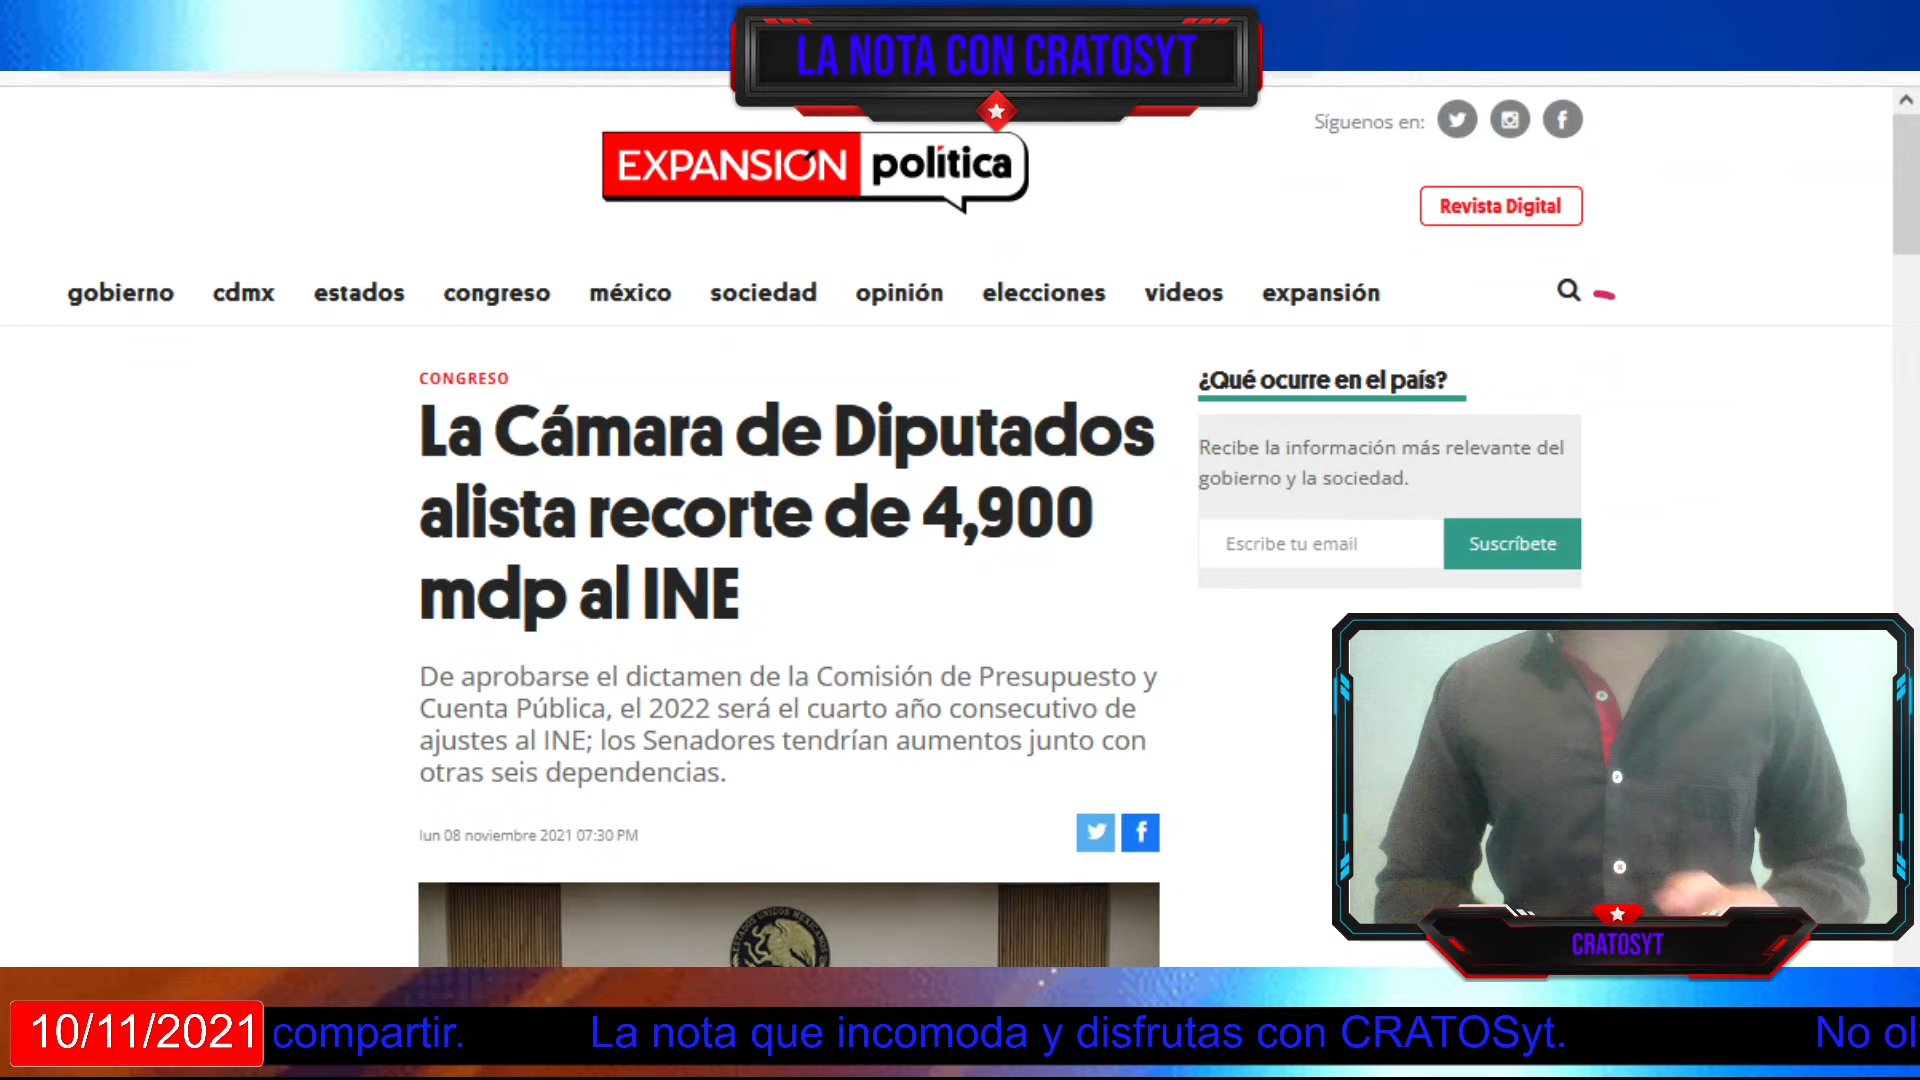 LA NOTA CON CRATOSYT
EXPANSIÓN política
Síguenos en:
Revista Digital
gobierno cdmx estados congreso méxico sociedad opinión elecciones videos expansión
CONGRESO
La Cámara de Diputados
alista recorte de 4,900
mdp al INE
De aprobarse el dictamen de la Comisión de Presupuesto y
Cuenta Pública, el 2022 será el cuarto año consecutivo de
ajustes al INE; los Senadores tendrían aumentos junto con
otras seis dependencias.
lun 08 noviembre 2021 07:30 PM
¿Qué ocurre en el país?
Recibe la información más relevante del
gobierno y la sociedad.
Escribe tu email
Suscríbete
ESTADOS UNIDOS MEXICANOS
CRATOSYT
10/11/2021 compartir. La nota que incomoda y disfrutas con CRATOSyt. No ol